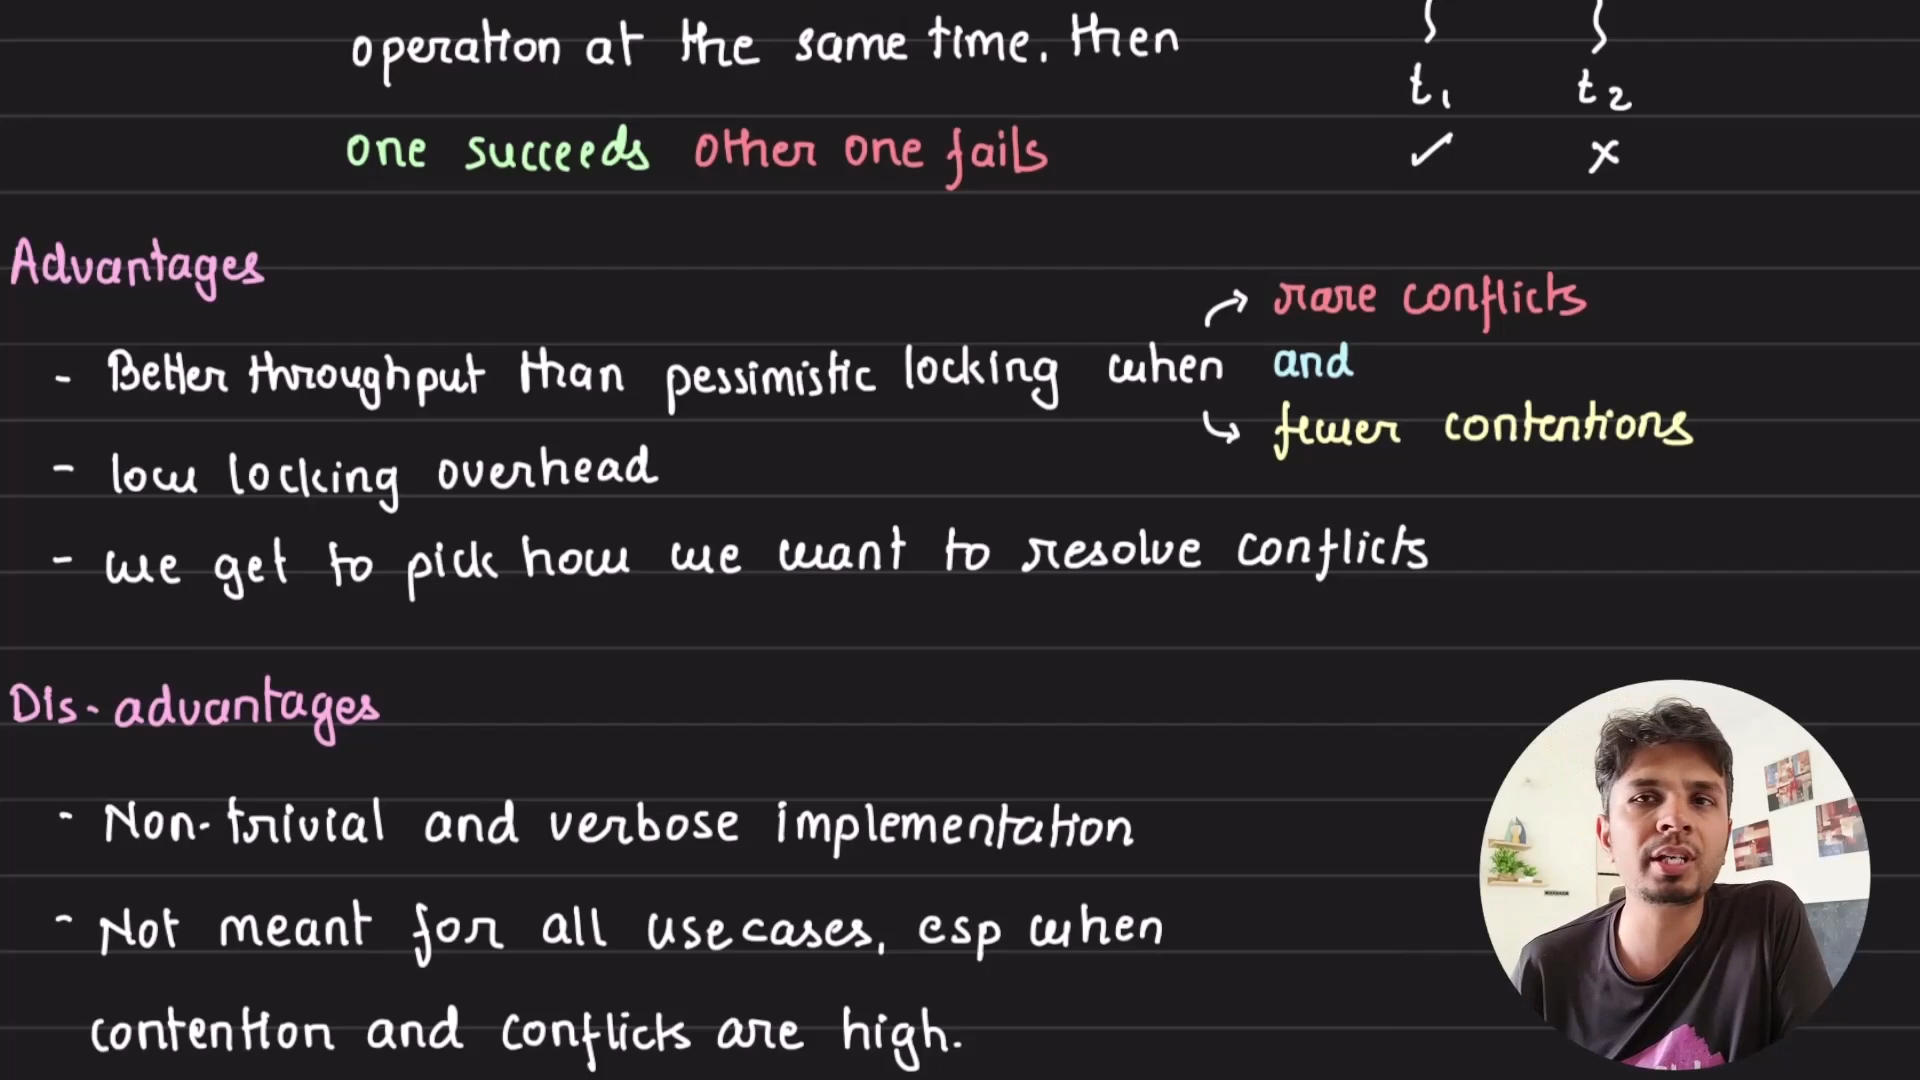 operation at the same time, then
t1 t2
one succeeds other one fails ✓ x
Advantages
rare conflicts
- Better throughput than pessimistic locking when and
fewer contentions
- low locking overhead
- we get to pick how we want to resolve conflicts
Dis-advantages
- Non-trivial and verbose implementation
- Not meant for all usecases, esp when
contention and conflicts are high.